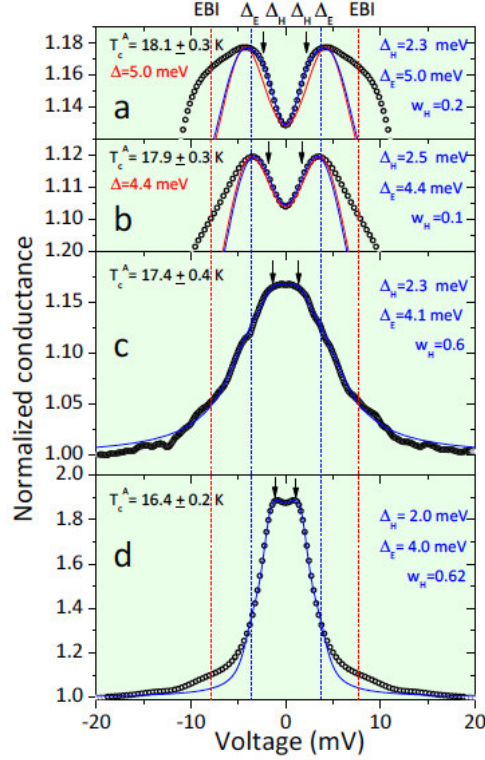 EBI Δ_E Δ_H Δ_H Δ_E EBI
1.18
1.16
1.14
1.13
T_c^A = 18.1 ± 0.3 K
Δ=5.0 meV
a
Δ_H=2.3 meV
Δ_E=5.0 meV
w_H=0.2
1.12
1.10
1.20
T_c^A = 17.9 ± 0.3 K
Δ=4.4 meV
b
Δ_H=2.5 meV
Δ_E=4.4 meV
w_H=0.1
1.15
1.10
1.05
1.00
T_c^A = 17.4 ± 0.4 K
c
Δ_H=2.3 meV
Δ_E=4.1 meV
w_H=0.6
2.0
1.8
1.6
1.4
1.2
1.0
T_c^A = 16.4 ± 0.2 K
d
Δ_H=2.0 meV
Δ_E=4.0 meV
w_H=0.62
Normalized conductance
-20 -10 0 10 20
Voltage (mV)